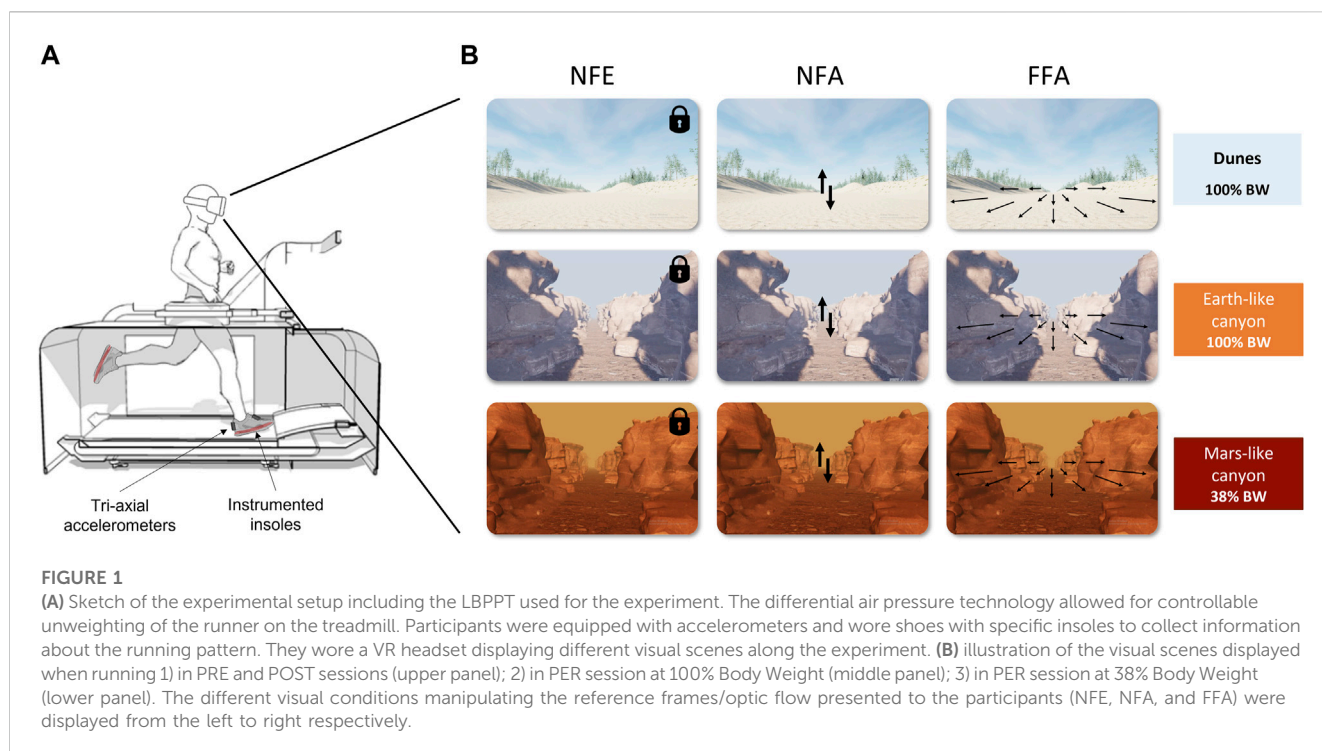 A
B
NFE
NFA
FFA
Dunes
100% BW
Earth-like
canyon
100% BW
Mars-like
canyon
38% BW
Tri-axial
accelerometers
Instrumented
insoles
FIGURE 1
(A) Sketch of the experimental setup including the LBPPT used for the experiment. The differential air pressure technology allowed for controllable
unweighting of the runner on the treadmill. Participants were equipped with accelerometers and wore shoes with specific insoles to collect information
about the running pattern. They wore a VR headset displaying different visual scenes along the experiment. (B) illustration of the visual scenes displayed
when running 1) in PRE and POST sessions (upper panel); 2) in PER session at 100% Body Weight (middle panel); 3) in PER session at 38% Body Weight
(lower panel). The different visual conditions manipulating the reference frames/optic flow presented to the participants (NFE, NFA, and FFA) were
displayed from the left to right respectively.